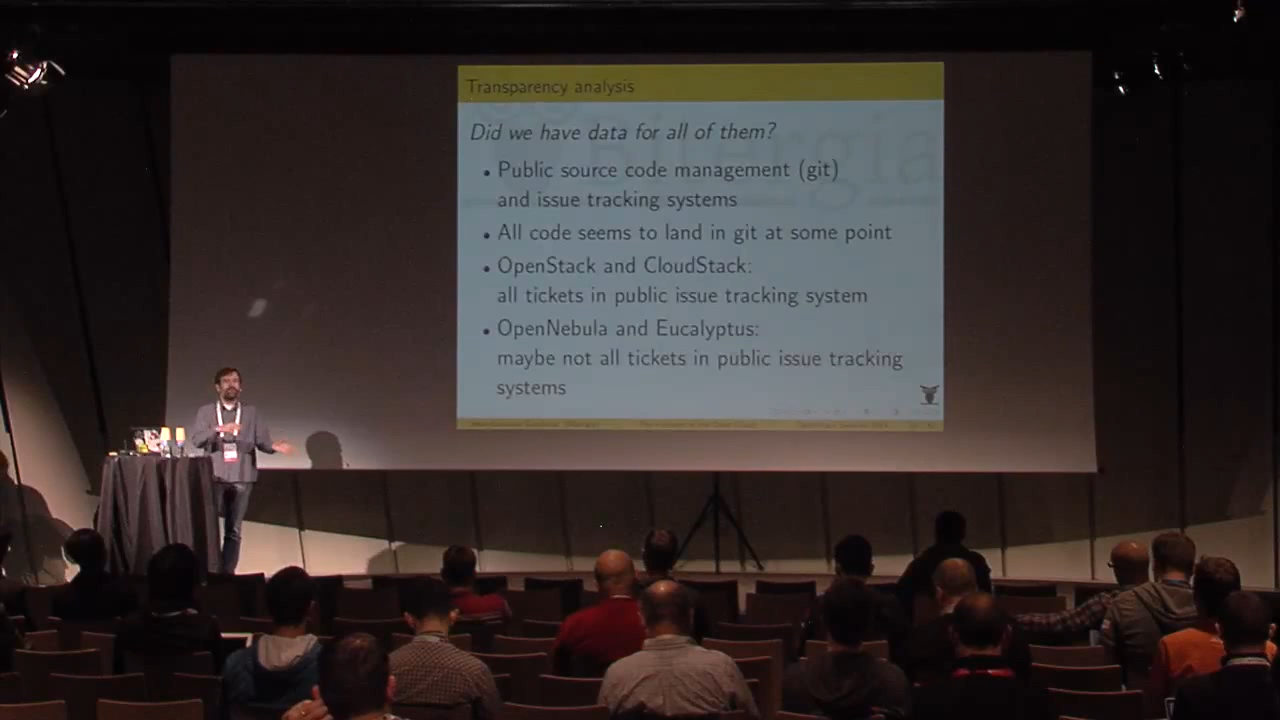 Transparency analysis
Did we have data for all of them?
• Public source code management (git)
and issue tracking systems
• All code seems to land in git at some point
• OpenStack and CloudStack:
all tickets in public issue tracking system
• OpenNebula and Eucalyptus:
maybe not all tickets in public issue tracking
systems
Bitergia